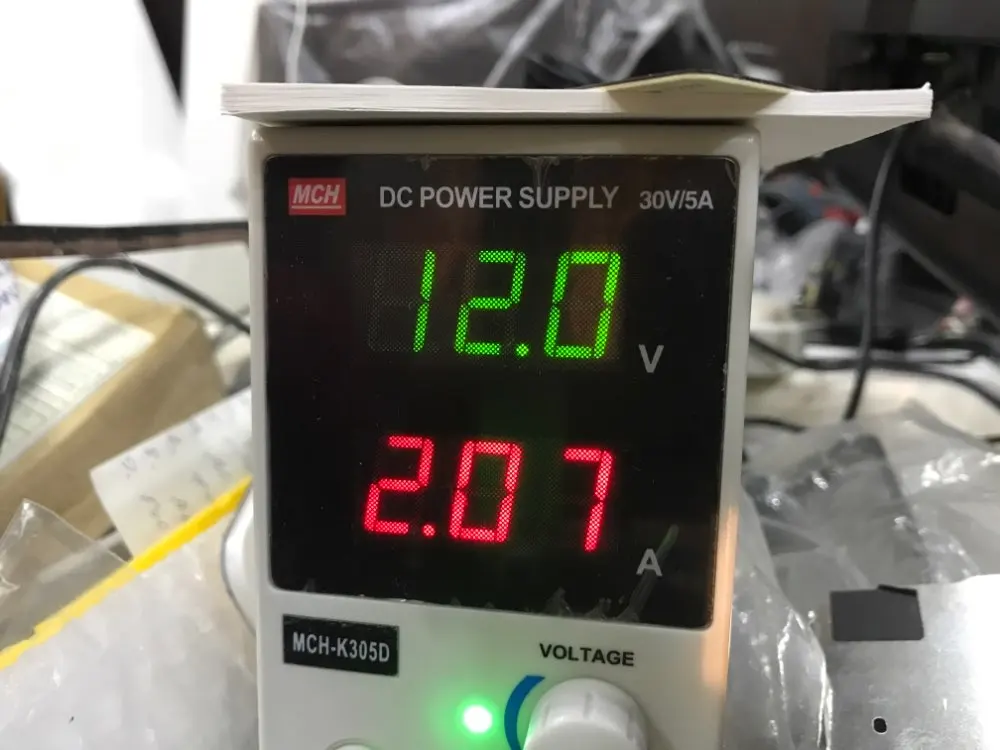 MCH DC POWER SUPPLY 30V/5A
12.0 V
2.07 A
MCH-K305D
VOLTAGE